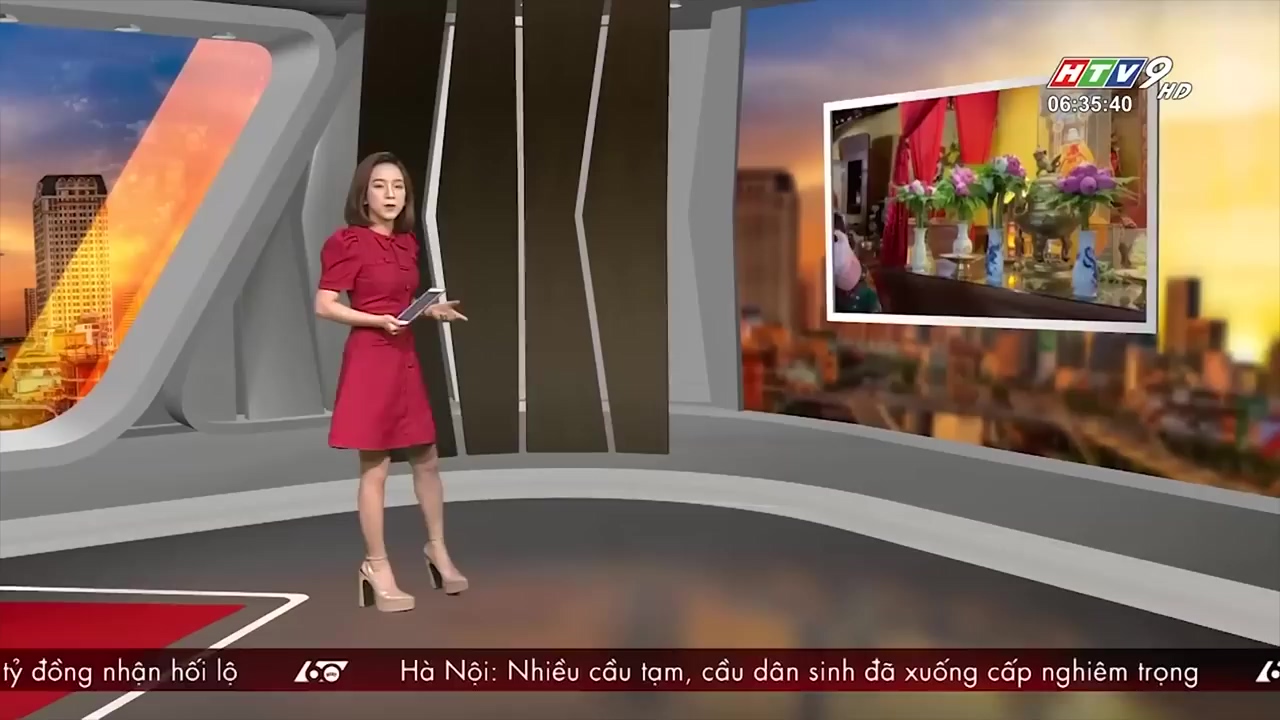 HTV9 HD
06:35:40
tỷ đồng nhận hối lộ 60 Hà Nội: Nhiều cầu tạm, cầu dân sinh đã xuống cấp nghiêm trọng